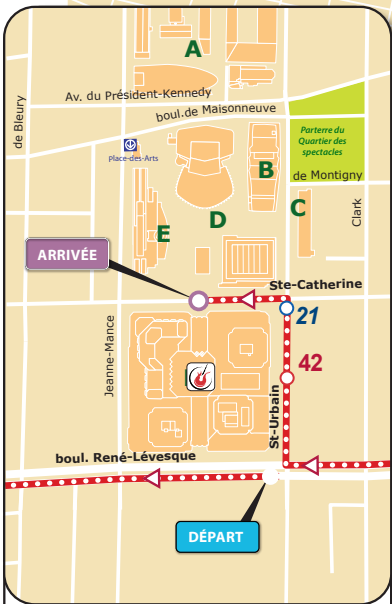 A
Av. du Président-Kennedy
boul.de Maisonneuve
de Bleury
Place-des-Arts
Parterre du
Quartier des
spectacles
B
de Montigny
C
Clark
D
E
ARRIVÉE
Ste-Catherine
21
Jeanne-Mance
42
St-Urbain
boul. René-Lévesque
DÉPART